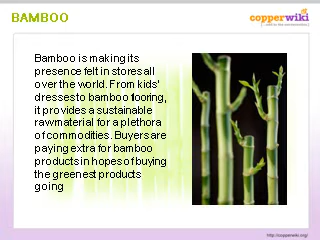 BAMBOO
copperwiki
Bamboo is making its
presence felt in stores all
over the world. From kids'
dresses to bamboo flooring,
it provides a sustainable
raw material for a plethora
of commodities. Buyers are
paying extra for bamboo
products in hopes of buying
the greenest products
going
http://copperwiki.org/